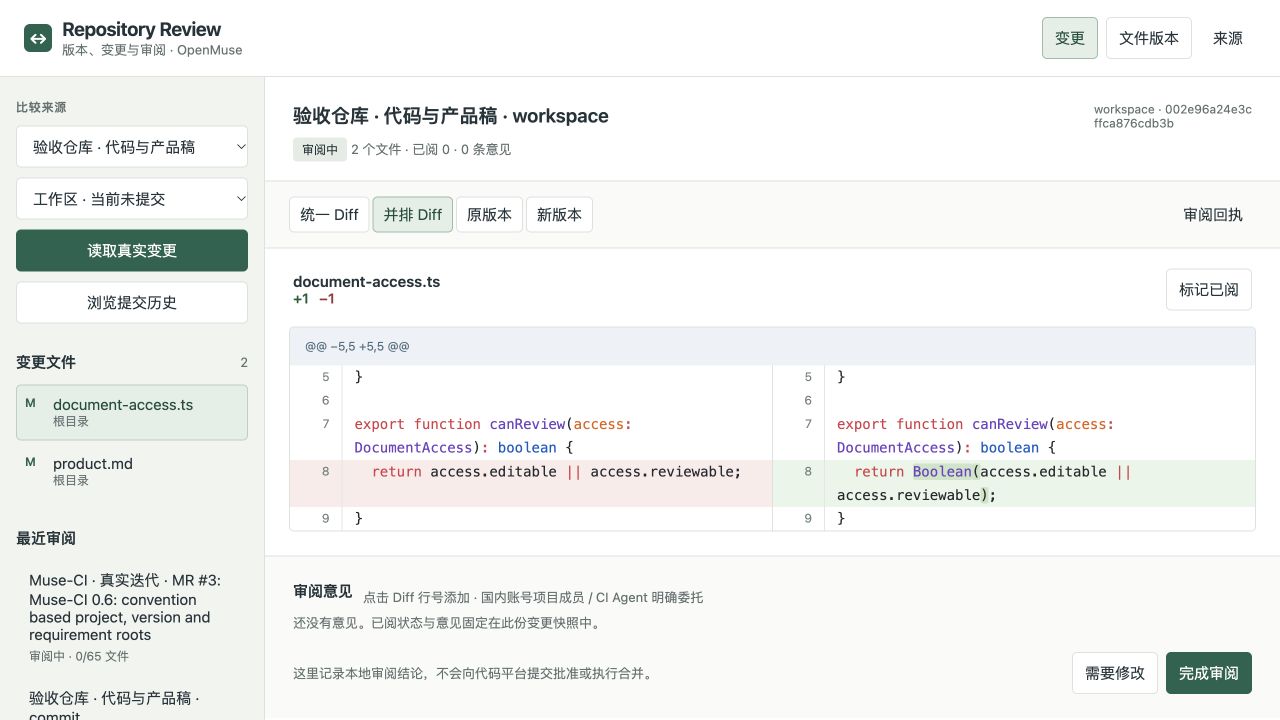 Repository Review
版本、变更与审阅 · OpenMuse
变更
文件版本
来源
比较来源
验收仓库 · 代码与产品稿
工作区 · 当前未提交
读取真实变更
浏览提交历史
变更文件
2
M
document-access.ts
根目录
M
product.md
根目录
最近审阅
Muse-CI · 真实迭代 · MR #3:
Muse-CI 0.6: convention
based project, version and
requirement roots
审阅中 · 0/65 文件
验收仓库 · 代码与产品稿 ·
commit
验收仓库 · 代码与产品稿 · workspace
审阅中 2 个文件 · 已阅 0 · 0 条意见
workspace · 002e96a24e3c
ffca876cdb3b
统一 Diff
并排 Diff
原版本
新版本
审阅回执
document-access.ts
+1 −1
标记已阅
@@ −5,5 +5,5 @@
5 }
6
7 export function canReview(access:
DocumentAccess): boolean {
8 return access.editable || access.reviewable;
9 }
5 }
6
7 export function canReview(access:
DocumentAccess): boolean {
8 return Boolean(access.editable ||
access.reviewable);
9 }
审阅意见 点击 Diff 行号添加 · 国内账号项目成员 / CI Agent 明确委托
还没有意见。已阅状态与意见固定在此份变更快照中。
这里记录本地审阅结论，不会向代码平台提交批准或执行合并。
需要修改
完成审阅